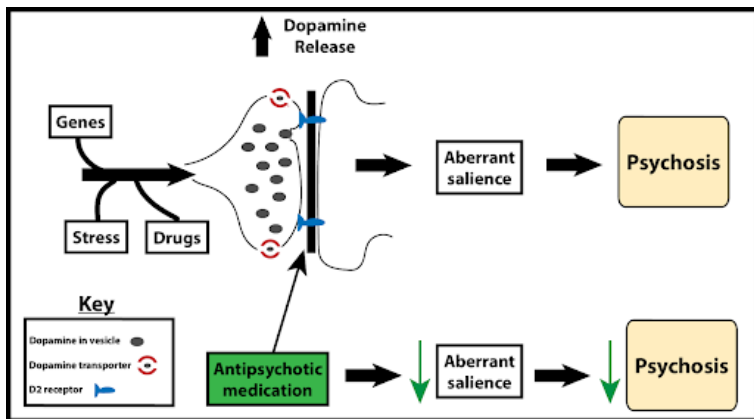 Dopamine
Release
Genes
Stress
Drugs
Aberrant
salience
Psychosis
Key
Dopamine in vesicle
Dopamine transporter
D2 receptor
Antipsychotic
medication
Aberrant
salience
Psychosis